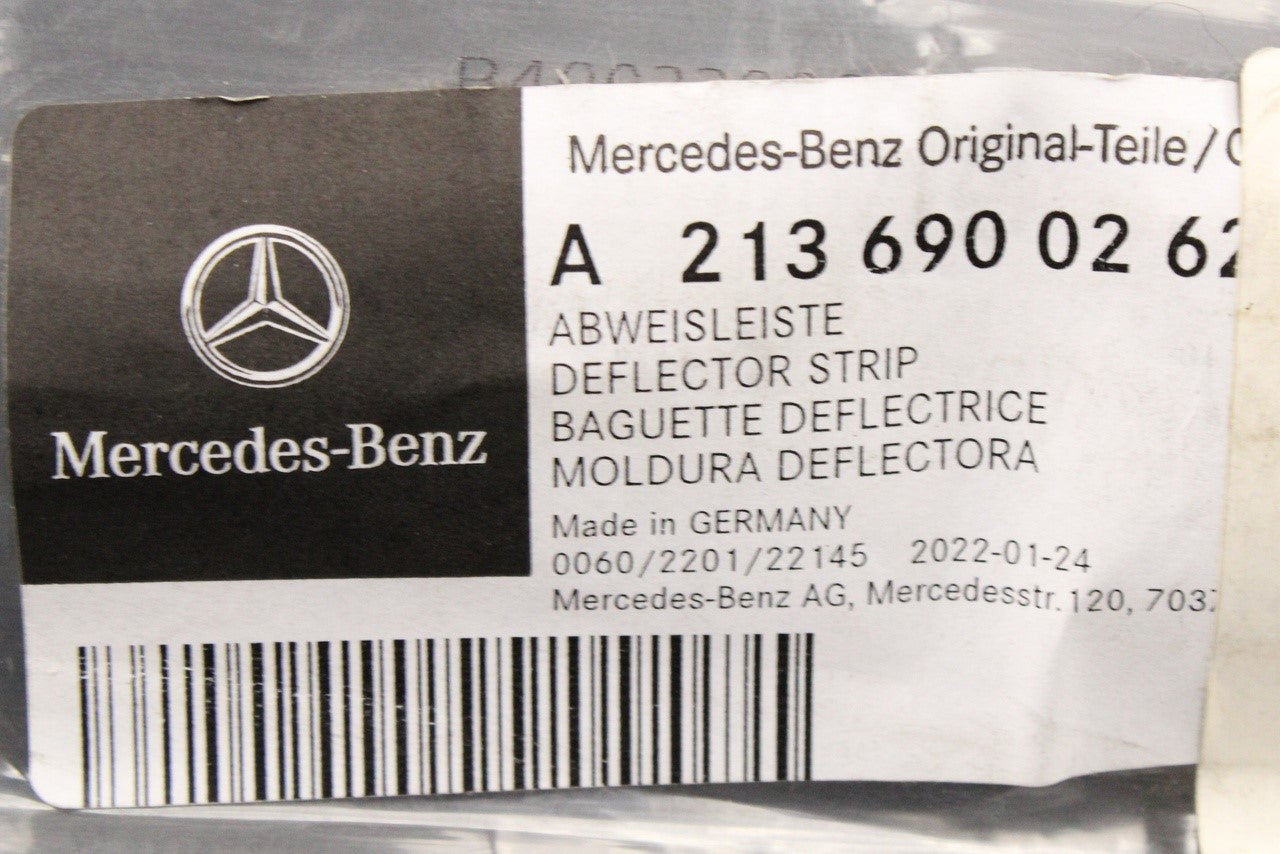 Mercedes-Benz Original-Teile /
A 213 690 02 62
ABWEISLEISTE
DEFLECTOR STRIP
BAGUETTE DEFLECTRICE
MOLDURA DEFLECTORA
Made in GERMANY
0060/2201/22145 2022-01-24
Mercedes-Benz AG, Mercedesstr. 120,
Mercedes-Benz